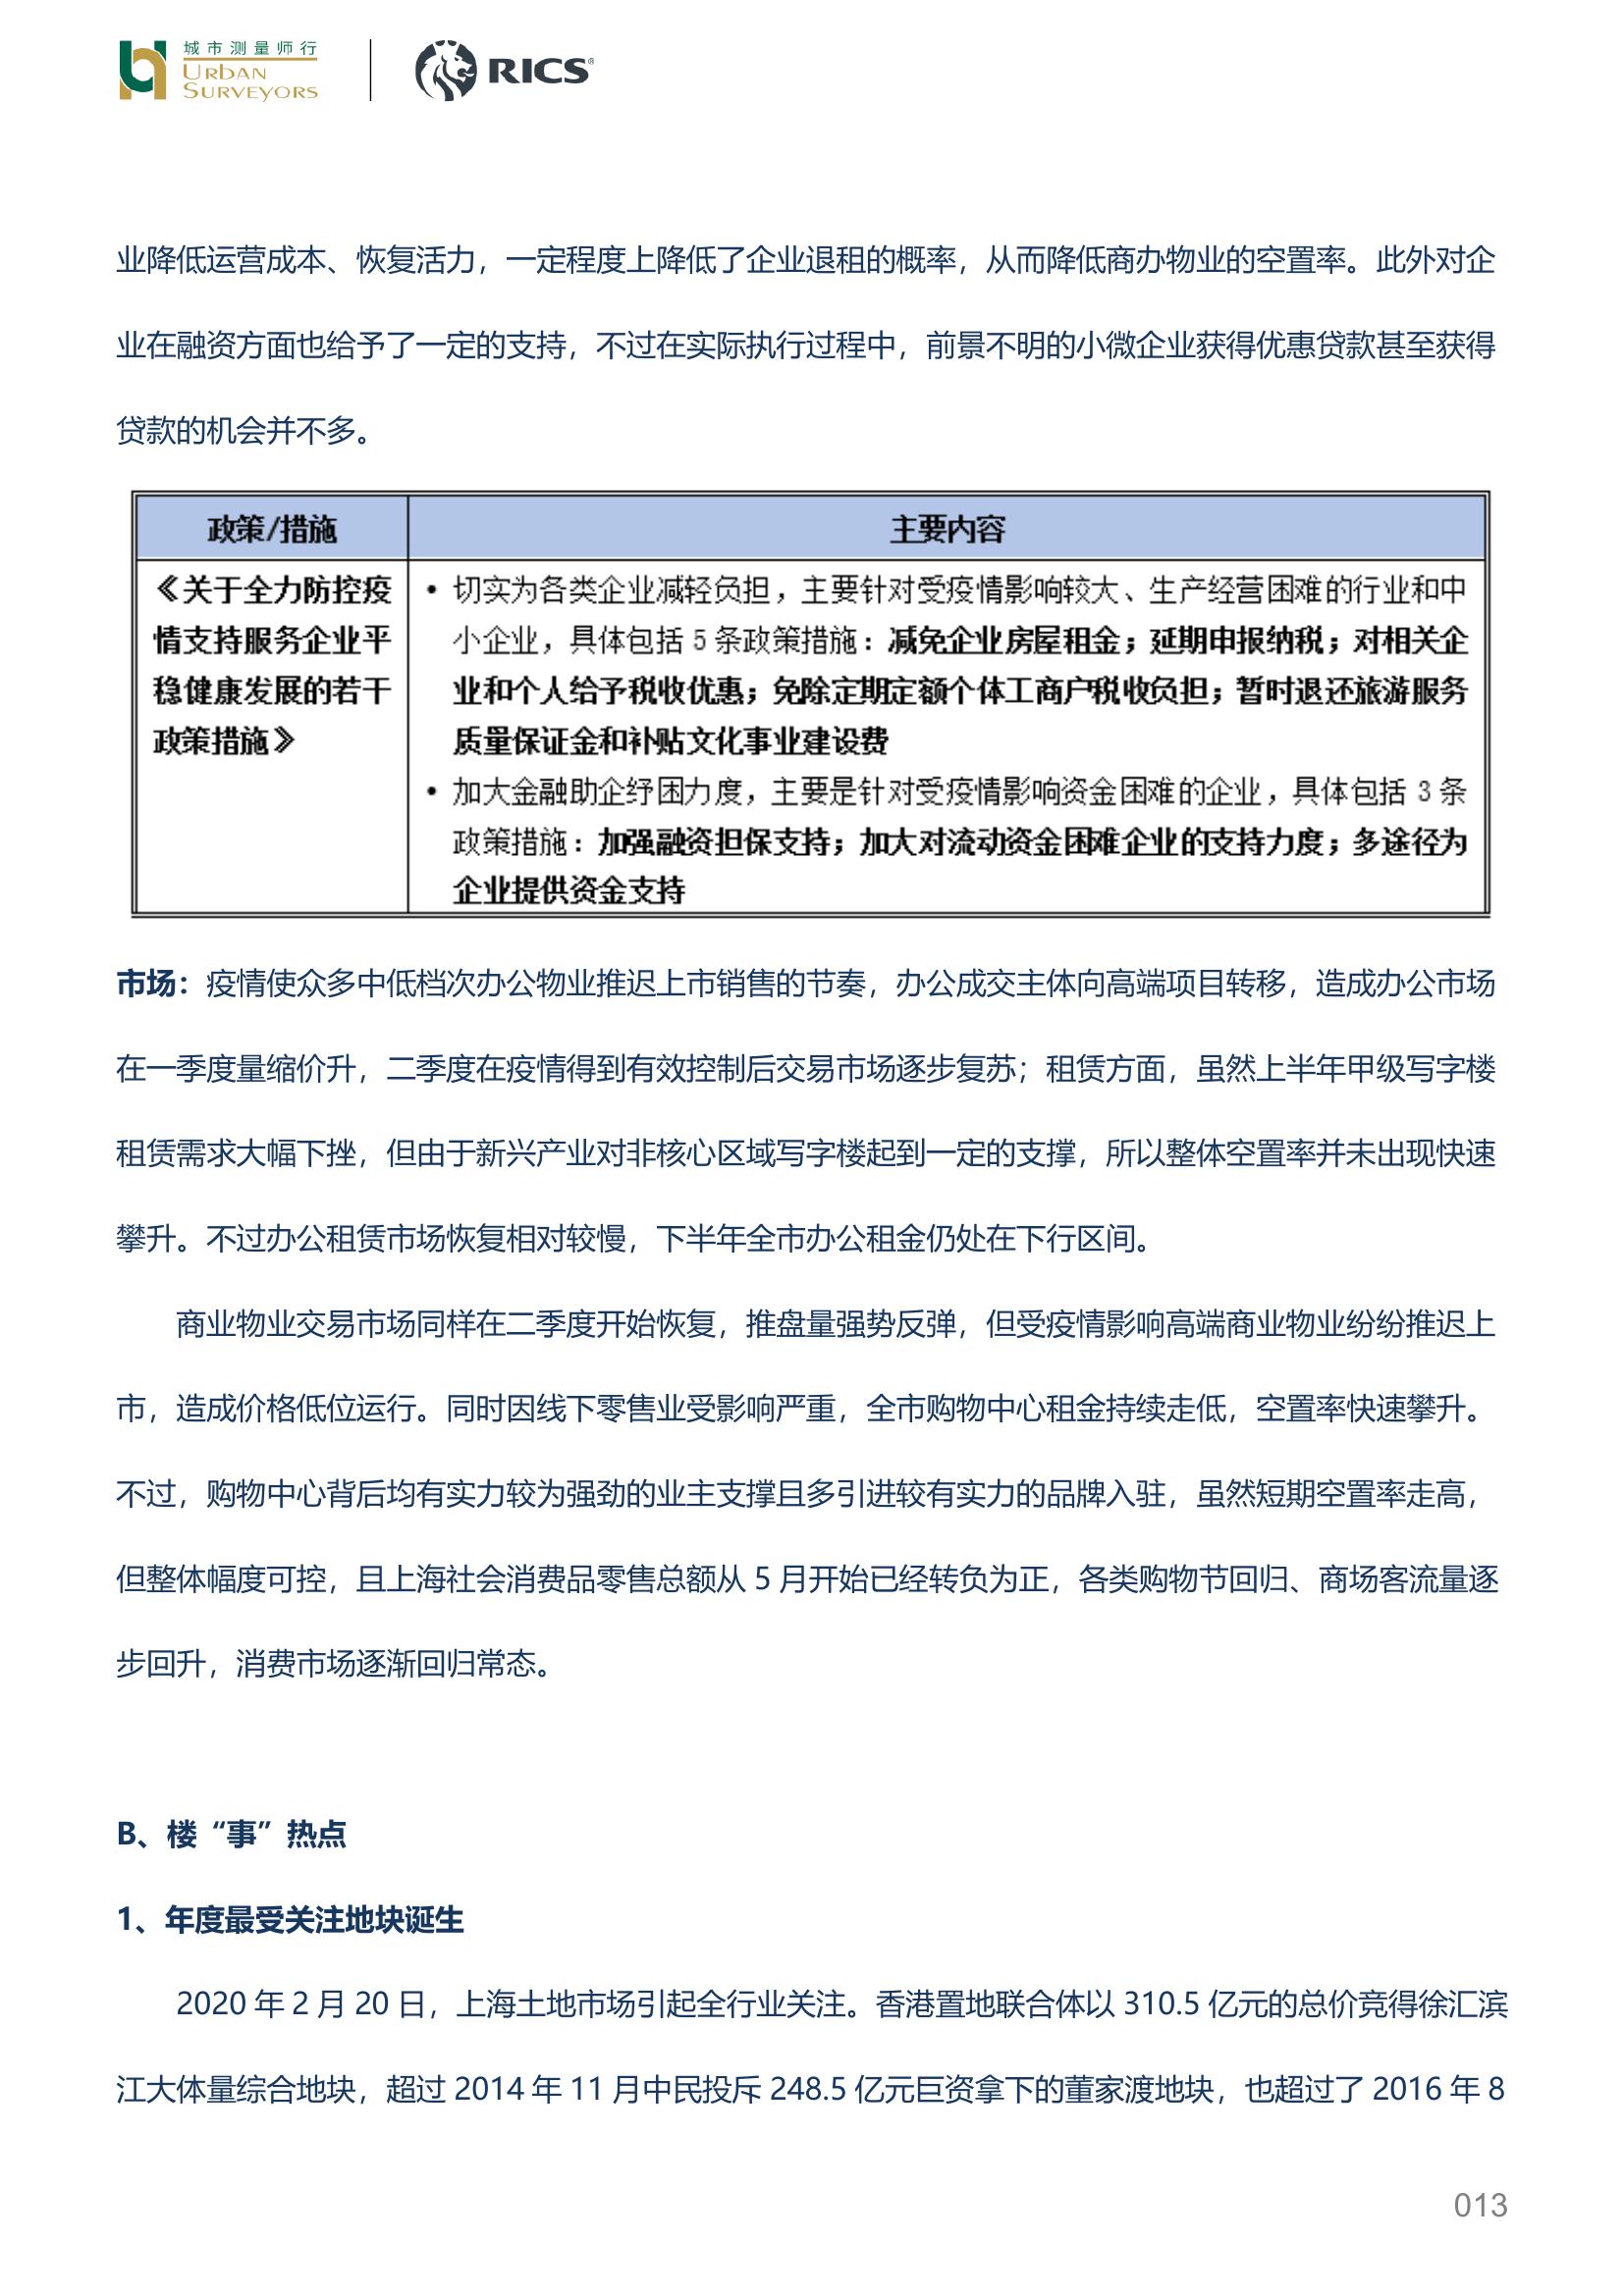 城市测量师行
URBAN
SURVEYORS
RICS®
业降低运营成本、恢复活力，一定程度上降低了企业退租的概率，从而降低商办物业的空置率。此外对企
业在融资方面也给予了一定的支持，不过在实际执行过程中，前景不明的小微企业获得优惠贷款甚至获得
贷款的机会并不多。
政策/措施
主要内容
《关于全力防控疫
情支持服务企业平
稳健康发展的若干
政策措施》
• 切实为各类企业减轻负担，主要针对受疫情影响较大、生产经营困难的行业和中
小企业，具体包括 5 条政策措施：减免企业房屋租金；延期申报纳税；对相关企
业和个人给予税收优惠；免除定期定额个体工商户税收负担；暂时退还旅游服务
质量保证金和补贴文化事业建设费
• 加大金融助企纾困力度，主要是针对受疫情影响资金困难的企业，具体包括 3 条
政策措施：加强融资担保支持；加大对流动资金困难企业的支持力度；多途径为
企业提供资金支持
市场：疫情使众多中低档次办公物业推迟上市销售的节奏，办公成交主体向高端项目转移，造成办公市场
在一季度量缩价升，二季度在疫情得到有效控制后交易市场逐步复苏；租赁方面，虽然上半年甲级写字楼
租赁需求大幅下挫，但由于新兴产业对非核心区域写字楼起到一定的支撑，所以整体空置率并未出现快速
攀升。不过办公租赁市场恢复相对较慢，下半年全市办公租金仍处在下行区间。
商业物业交易市场同样在二季度开始恢复，推盘量强势反弹，但受疫情影响高端商业物业纷纷推迟上
市，造成价格低位运行。同时因线下零售业受影响严重，全市购物中心租金持续走低，空置率快速攀升。
不过，购物中心背后均有实力较为强劲的业主支撑且多引进较有实力的品牌入驻，虽然短期空置率走高，
但整体幅度可控，且上海社会消费品零售总额从 5 月开始已经转负为正，各类购物节回归、商场客流量逐
步回升，消费市场逐渐回归常态。
B、楼“事”热点
1、年度最受关注地块诞生
2020 年 2 月 20 日，上海土地市场引起全行业关注。香港置地联合体以 310.5 亿元的总价竞得徐汇滨
江大体量综合地块，超过 2014 年 11 月中民投斥 248.5 亿元巨资拿下的董家渡地块，也超过了 2016 年 8
013